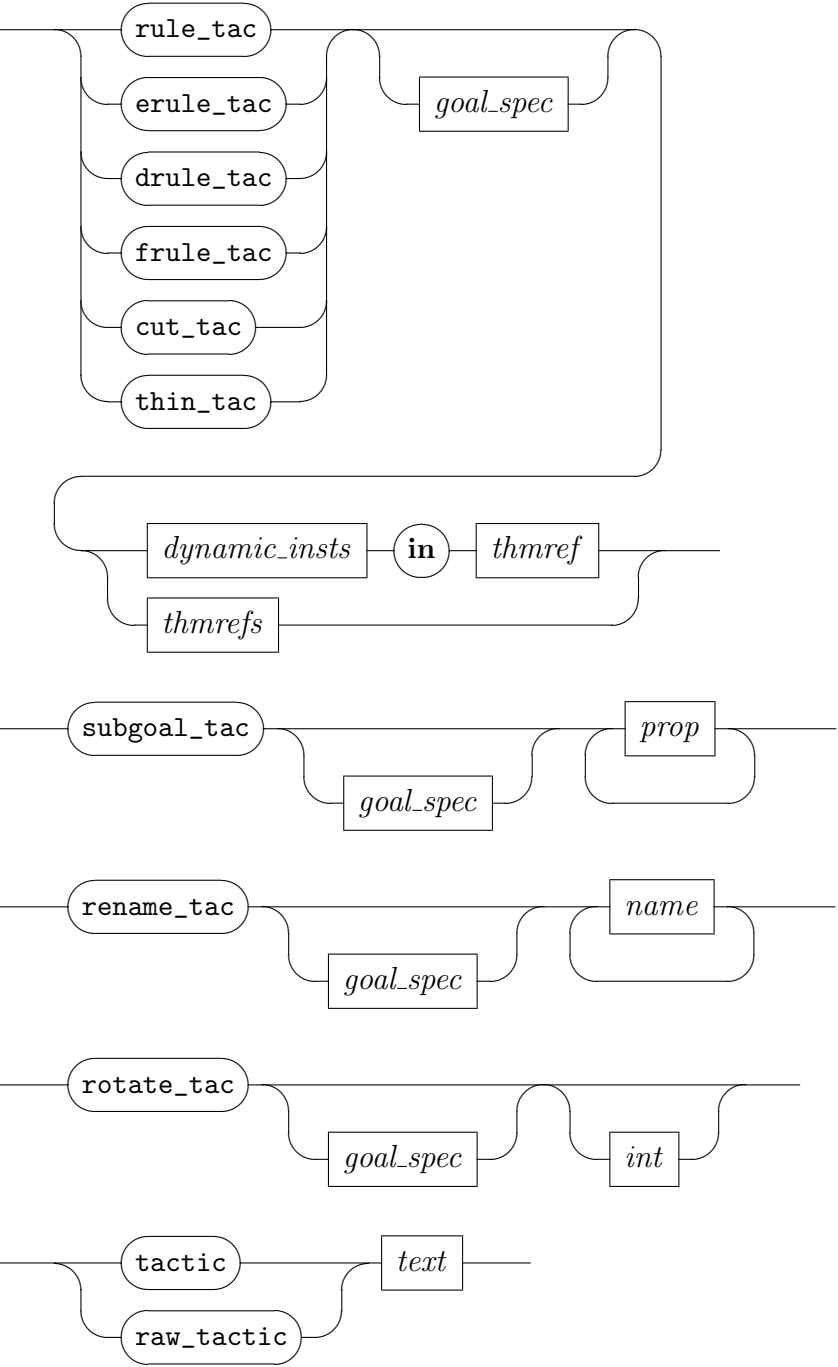 rule_tac
erule_tac goal_spec
drule_tac
frule_tac
cut_tac
thin_tac
dynamic_insts in thmref
thmrefs
subgoal_tac prop
goal_spec
rename_tac name
goal_spec
rotate_tac
goal_spec int
tactic text
raw_tactic